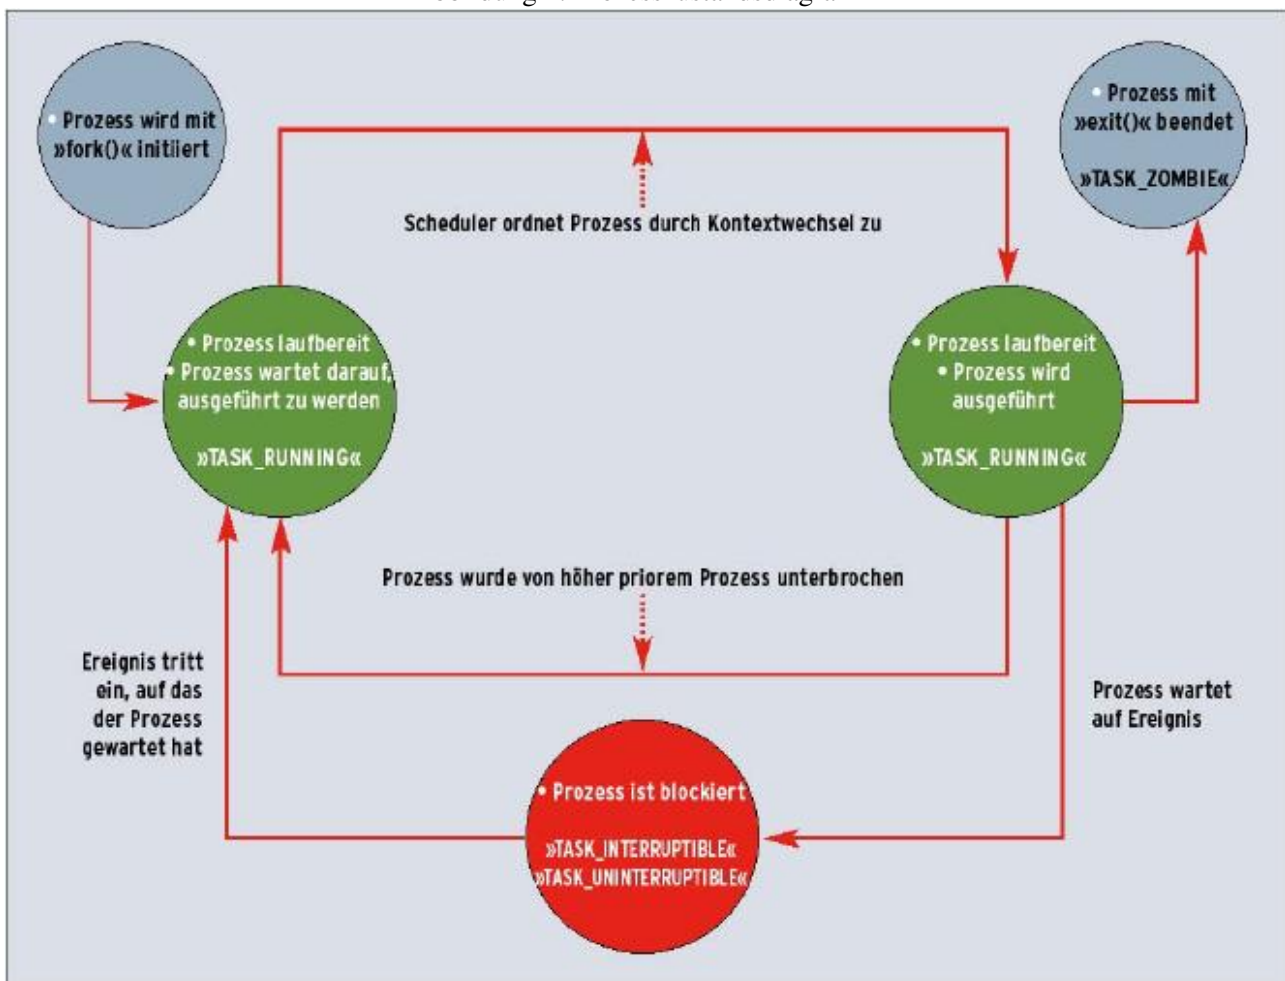 • Prozess wird mit
»fork()« initiiert
• Prozess mit
»exit()« beendet
»TASK_ZOMBIE«
Scheduler ordnet Prozess durch Kontextwechsel zu
• Prozess laufbereit
• Prozess wartet darauf,
ausgeführt zu werden
»TASK_RUNNING«
• Prozess laufbereit
• Prozess wird
ausgeführt
»TASK_RUNNING«
Prozess wurde von höher priorem Prozess unterbrochen
Ereignis tritt
ein, auf das
der Prozess
gewartet hat
Prozess wartet
auf Ereignis
• Prozess ist blockiert
»TASK_INTERRUPTIBLE«
»TASK_UNINTERRUPTIBLE«